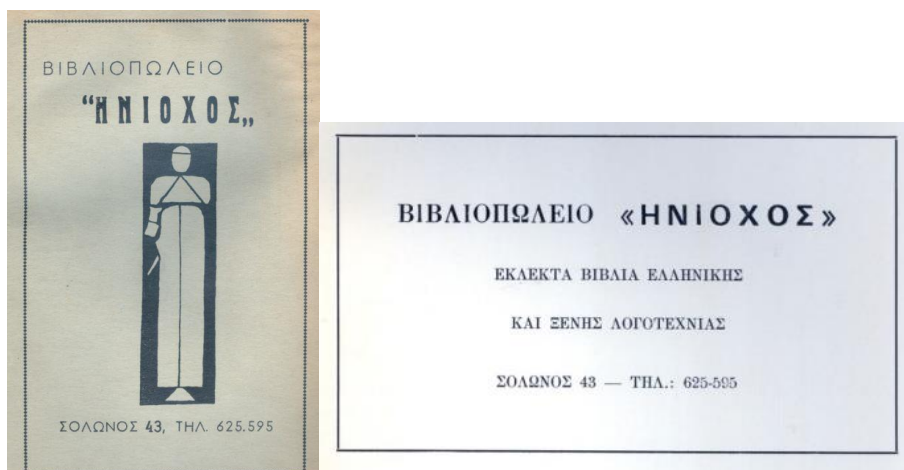 ΒΙΒΛΙΟΠΩΛΕΙΟ
“ΗΝΙΟΧΟΣ„
ΣΟΛΩΝΟΣ 43, ΤΗΛ. 625.595
ΒΙΒΛΙΟΠΩΛΕΙΟ «ΗΝΙΟΧΟΣ»
ΕΚΛΕΚΤΑ ΒΙΒΛΙΑ ΕΛΛΗΝΙΚΗΣ
ΚΑΙ ΞΕΝΗΣ ΛΟΓΟΤΕΧΝΙΑΣ
ΣΟΛΩΝΟΣ 43 — ΤΗΛ.: 625-595